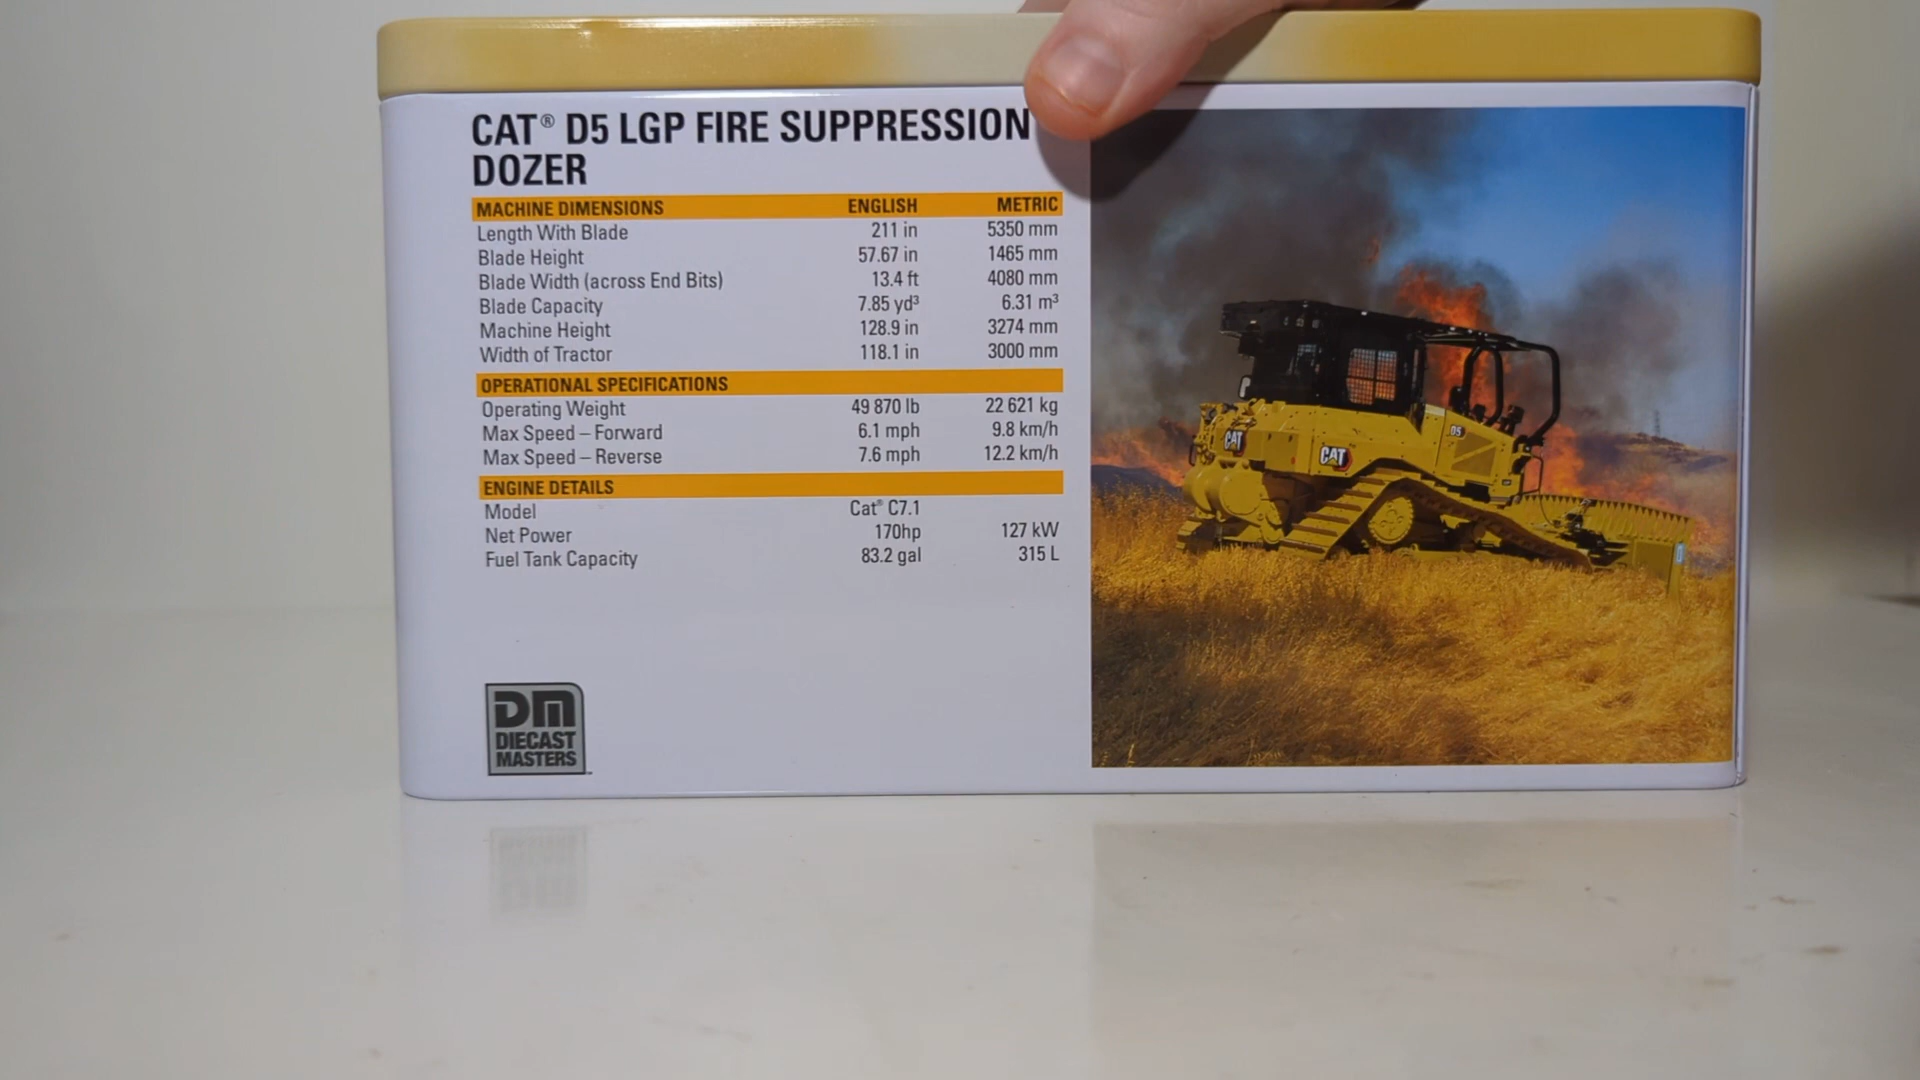 CAT® D5 LGP FIRE SUPPRESSION
DOZER
MACHINE DIMENSIONS ENGLISH METRIC
Length With Blade 211 in 5350 mm
Blade Height 57.67 in 1465 mm
Blade Width (across End Bits) 13.4 ft 4080 mm
Blade Capacity 7.85 yd³ 6.31 m³
Machine Height 128.9 in 3274 mm
Width of Tractor 118.1 in 3000 mm
OPERATIONAL SPECIFICATIONS
Operating Weight 49 870 lb 22 621 kg
Max Speed – Forward 6.1 mph 9.8 km/h
Max Speed – Reverse 7.6 mph 12.2 km/h
ENGINE DETAILS
Model Cat® C7.1
Net Power 170hp 127 kW
Fuel Tank Capacity 83.2 gal 315 L
DM
DIECAST
MASTERS
D5
CAT
CAT